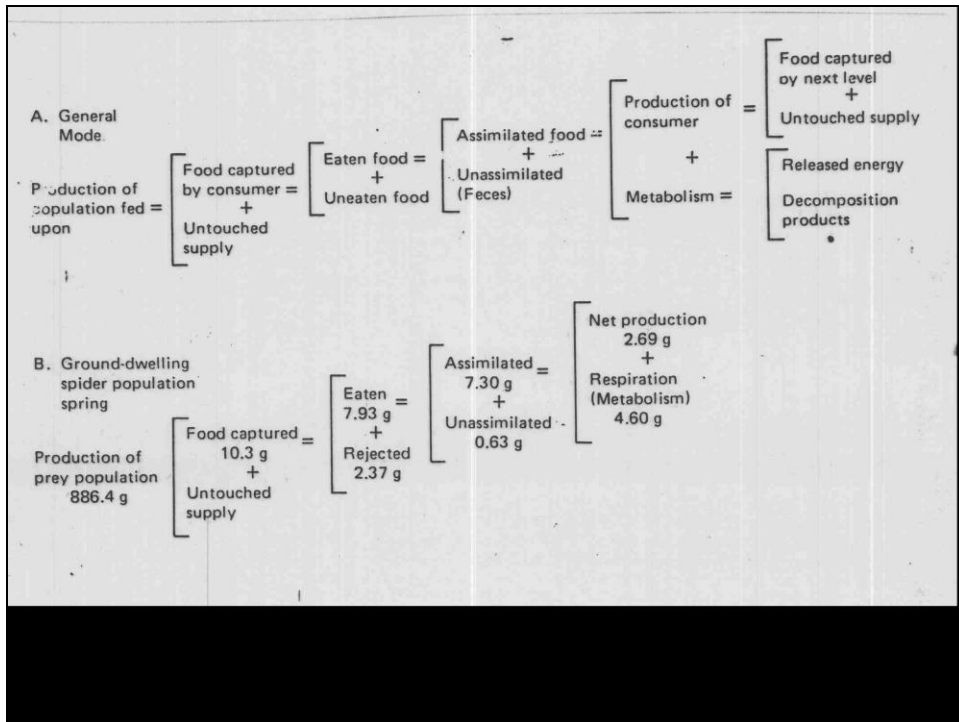 A. General
Mode
Production of
population fed =
upon
Food captured
by consumer =
+
Untouched
supply
Eaten food =
+
Uneaten food
Assimilated food =
+
Unassimilated
(Feces)
Production of
consumer =
+
Metabolism =
Food captured
by next level
+
Untouched supply
Released energy
Decomposition
products
B. Ground-dwelling
spider population
spring
Production of
prey population
886.4 g
Food captured =
10.3 g
+
Untouched
supply
Eaten =
7.93 g
+
Rejected
2.37 g
Assimilated =
7.30 g
+
Unassimilated
0.63 g
Net production
2.69 g
+
Respiration
(Metabolism)
4.60 g